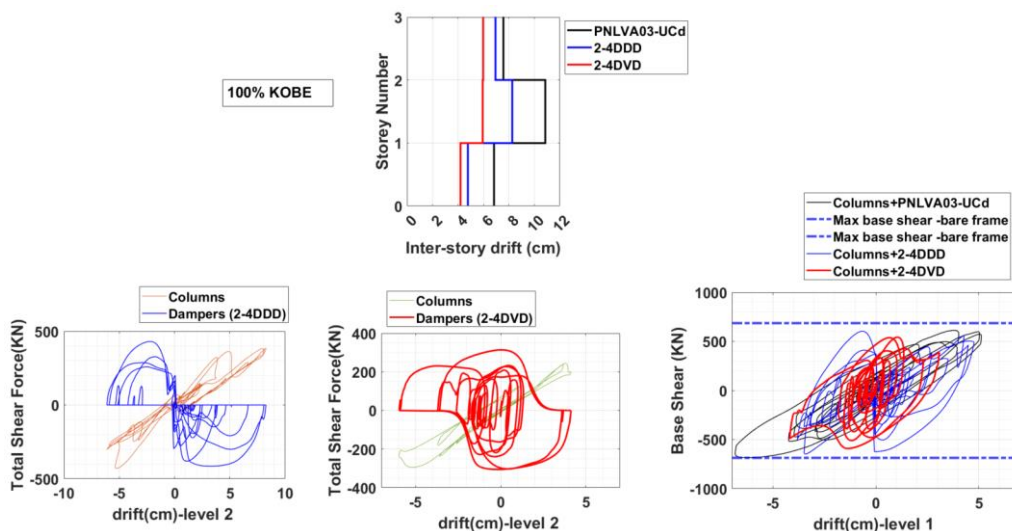 PNLVA03-UCd
2-4DDD
2-4DVD
100% KOBE
Storey Number
3
2
1
0
0 2 4 6 8 10 12
Inter-story drift (cm)
Columns
Dampers (2-4DDD)
Total Shear Force(KN)
500
0
-500
-10 -5 0 5 10
drift(cm)-level 2
Columns
Dampers (2-4DVD)
Total Shear Force(KN)
400
200
0
-200
-400
-5 0 5
drift(cm)-level 2
Columns+PNLVA03-UCd
Max base shear -bare frame
Max base shear -bare frame
Columns+2-4DDD
Columns+2-4DVD
Base Shear (KN)
1000
500
0
-500
-1000
-5 0 5
drift(cm)-level 1